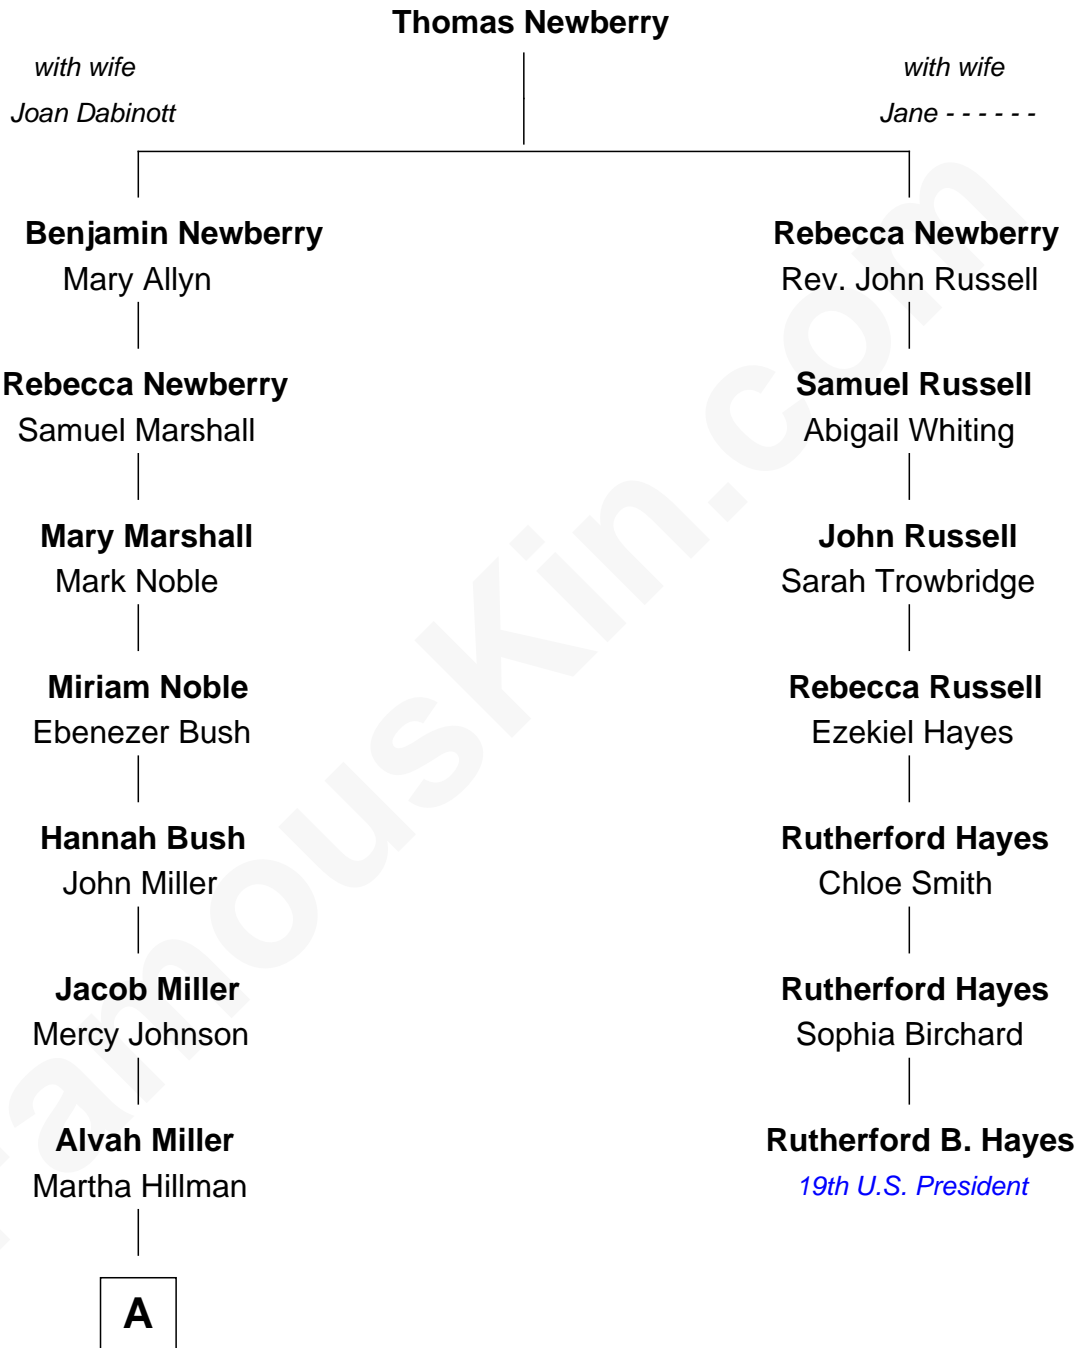 Thomas Newberry
with wife
Joan Dabinott
with wife
Jane - - - - - -
Benjamin Newberry
Mary Allyn
Rebecca Newberry
Samuel Marshall
Mary Marshall
Mark Noble
Miriam Noble
Ebenezer Bush
Hannah Bush
John Miller
Jacob Miller
Mercy Johnson
Alvah Miller
Martha Hillman
A
Rebecca Newberry
Rev. John Russell
Samuel Russell
Abigail Whiting
John Russell
Sarah Trowbridge
Rebecca Russell
Ezekiel Hayes
Rutherford Hayes
Chloe Smith
Rutherford Hayes
Sophia Birchard
Rutherford B. Hayes
19th U.S. President
FamousKin.com